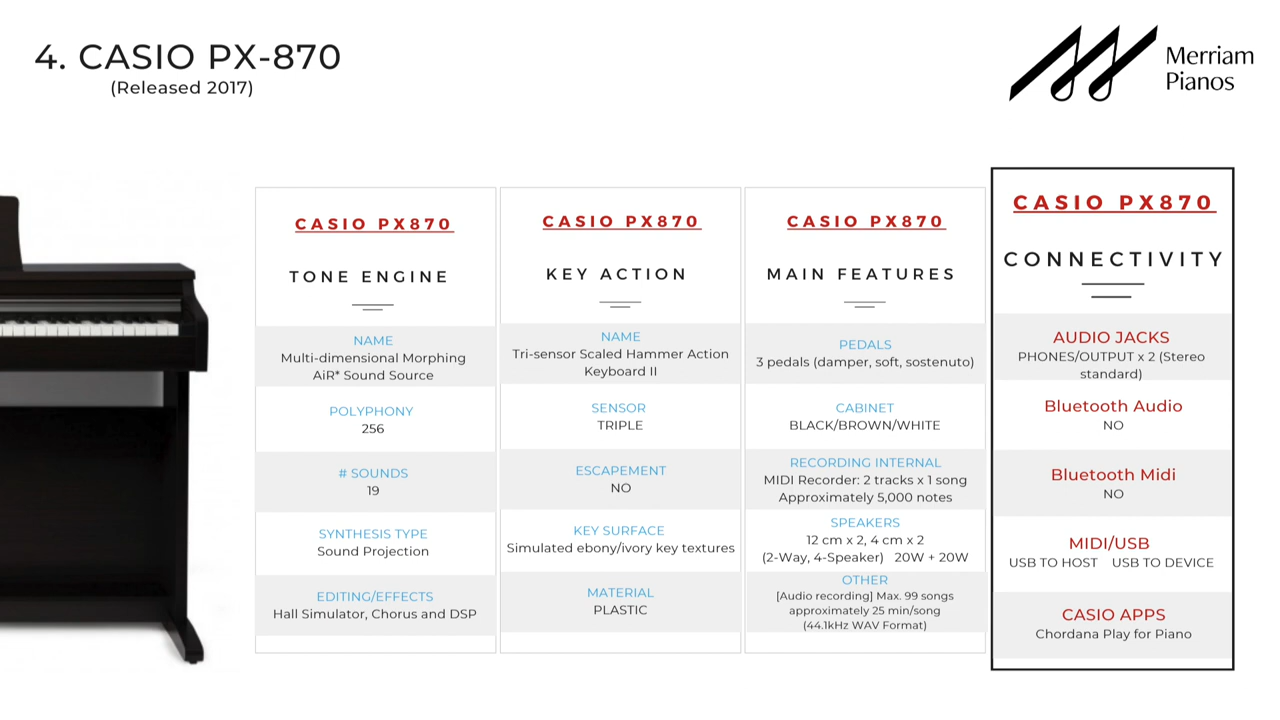 4. CASIO PX-870
(Released 2017)
Merriam
Pianos
CASIO PX870
TONE ENGINE
NAME
Multi-dimensional Morphing
AiR* Sound Source
POLYPHONY
256
# SOUNDS
19
SYNTHESIS TYPE
Sound Projection
EDITING/EFFECTS
Hall Simulator, Chorus and DSP
CASIO PX870
KEY ACTION
NAME
Tri-sensor Scaled Hammer Action
Keyboard II
SENSOR
TRIPLE
ESCAPEMENT
NO
KEY SURFACE
Simulated ebony/ivory key textures
MATERIAL
PLASTIC
CASIO PX870
MAIN FEATURES
PEDALS
3 pedals (damper, soft, sostenuto)
CABINET
BLACK/BROWN/WHITE
RECORDING INTERNAL
MIDI Recorder: 2 tracks x 1 song
Approximately 5,000 notes
SPEAKERS
12 cm x 2, 4 cm x 2
(2-Way, 4-Speaker) 20W + 20W
OTHER
[Audio recording] Max. 99 songs
approximately 25 min/song
(44.1kHz WAV Format)
CASIO PX870
CONNECTIVITY
AUDIO JACKS
PHONES/OUTPUT x 2 (Stereo
standard)
Bluetooth Audio
NO
Bluetooth Midi
NO
MIDI/USB
USB TO HOST USB TO DEVICE
CASIO APPS
Chordana Play for Piano